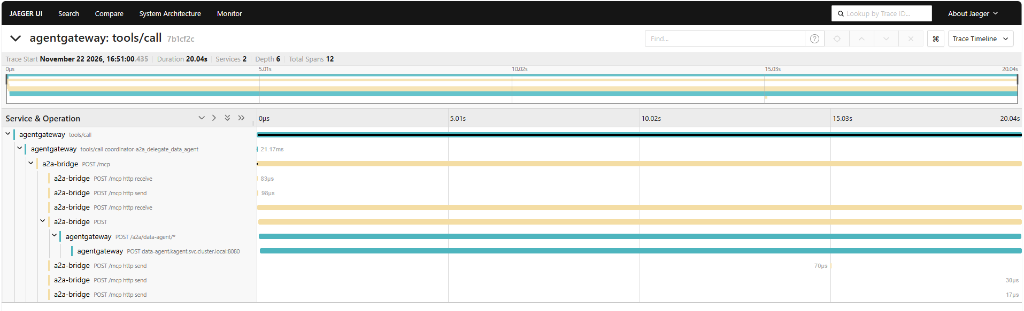 JAEGER UI Search Compare System Architecture Monitor Lookup by Trace ID... About Jaeger
agentgateway: tools/call 7b1cf2c Find... Trace Timeline
Trace Start November 22 2026, 16:51:00.435 Duration 20.04s Services 2 Depth 6 Total Spans 12
0μs 5.01s 10.02s 15.03s 20.04s
Service & Operation 0μs 5.01s 10.02s 15.03s 20.04s
agentgateway tools/call
agentgateway tools/call coordinator a2a_delegate_data_agent 21.17ms
a2a-bridge POST /mcp
a2a-bridge POST /mcp http receive 83μs
a2a-bridge POST /mcp http send 98μs
a2a-bridge POST /mcp http receive
a2a-bridge POST
agentgateway POST /a2a/data-agent/*
agentgateway POST data-agent.kagent.svc.cluster.local:8080
a2a-bridge POST /mcp http send 70μs
a2a-bridge POST /mcp http send 38μs
a2a-bridge POST /mcp http send 17μs